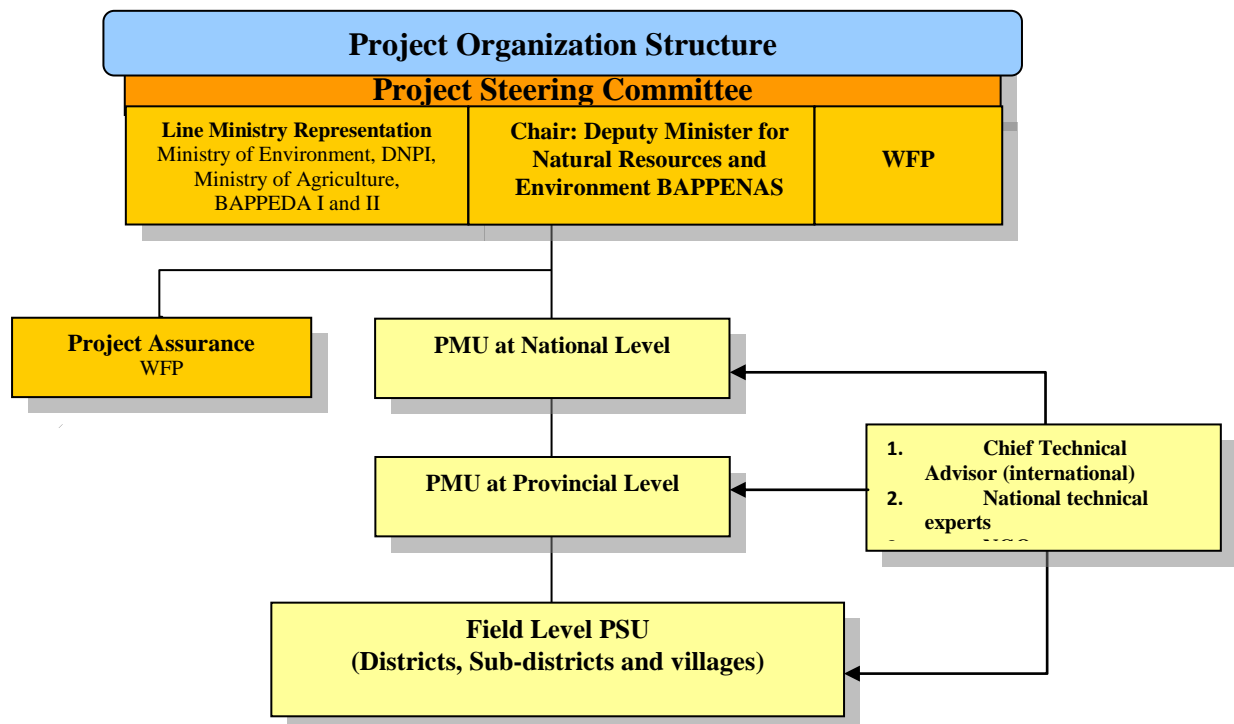 Project Organization Structure
Project Steering Committee
Line Ministry Representation
Ministry of Environment, DNPI,
Ministry of Agriculture,
BAPPEDA I and II
Chair: Deputy Minister for
Natural Resources and
Environment BAPPENAS
WFP
Project Assurance
WFP
PMU at National Level
PMU at Provincial Level
1. Chief Technical
Advisor (international)
2. National technical
experts
Field Level PSU
(Districts, Sub-districts and villages)